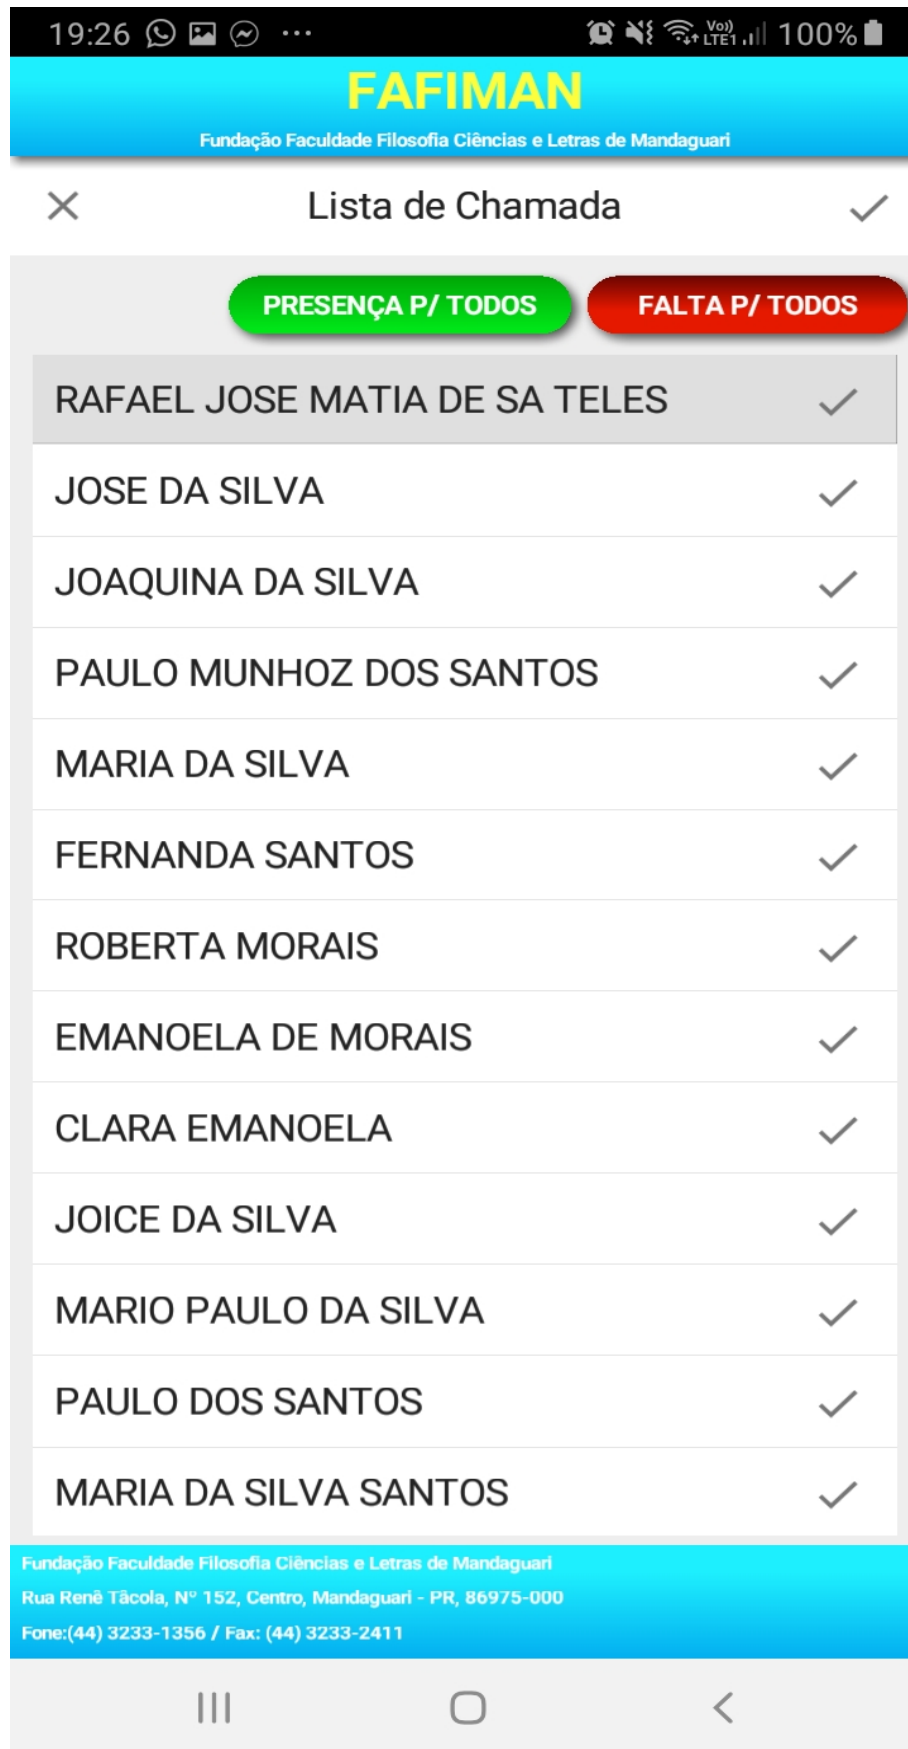 19:26 ... Vo)) LTE1 100%
FAFIMAN
Fundação Faculdade Filosofia Ciências e Letras de Mandaguari
Lista de Chamada
PRESENÇA P/ TODOS FALTA P/ TODOS
RAFAEL JOSE MATIA DE SA TELES
JOSE DA SILVA
JOAQUINA DA SILVA
PAULO MUNHOZ DOS SANTOS
MARIA DA SILVA
FERNANDA SANTOS
ROBERTA MORAIS
EMANOELA DE MORAIS
CLARA EMANOELA
JOICE DA SILVA
MARIO PAULO DA SILVA
PAULO DOS SANTOS
MARIA DA SILVA SANTOS
Fundação Faculdade Filosofia Ciências e Letras de Mandaguari
Rua Renê Tâcola, Nº 152, Centro, Mandaguari - PR, 86975-000
Fone:(44) 3233-1356 / Fax: (44) 3233-2411